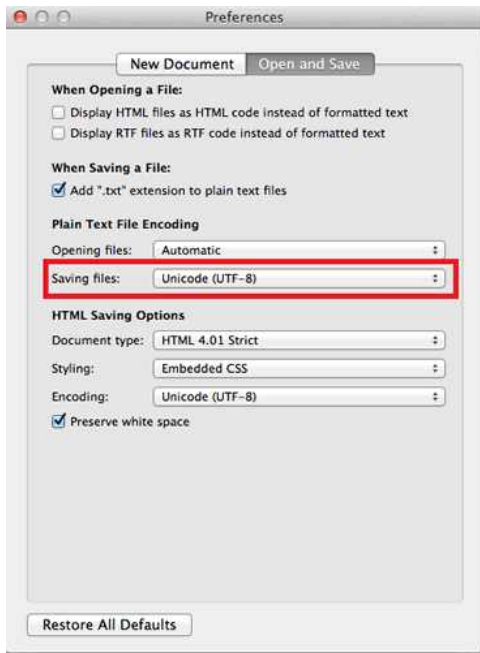 Preferences
New Document Open and Save
When Opening a File:
Display HTML files as HTML code instead of formatted text
Display RTF files as RTF code instead of formatted text
When Saving a File:
Add ".txt" extension to plain text files
Plain Text File Encoding
Opening files: Automatic
Saving files: Unicode (UTF-8)
HTML Saving Options
Document type: HTML 4.01 Strict
Styling: Embedded CSS
Encoding: Unicode (UTF-8)
Preserve white space
Restore All Defaults